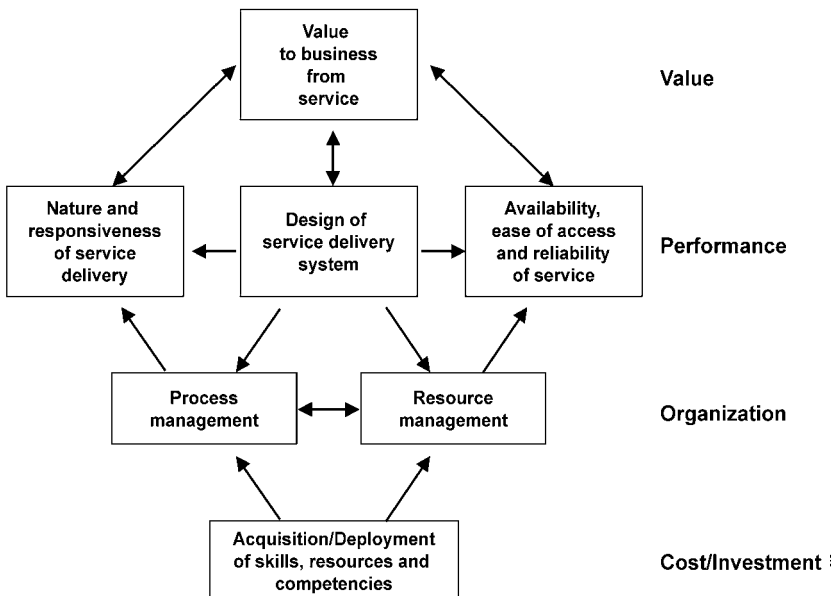 Value
to business
from
service
Value
Nature and
responsiveness
of service
delivery
Design of
service delivery
system
Availability,
ease of access
and reliability
of service
Performance
Process
management
Resource
management
Organization
Acquisition/Deployment
of skills, resources and
competencies
Cost/Investment